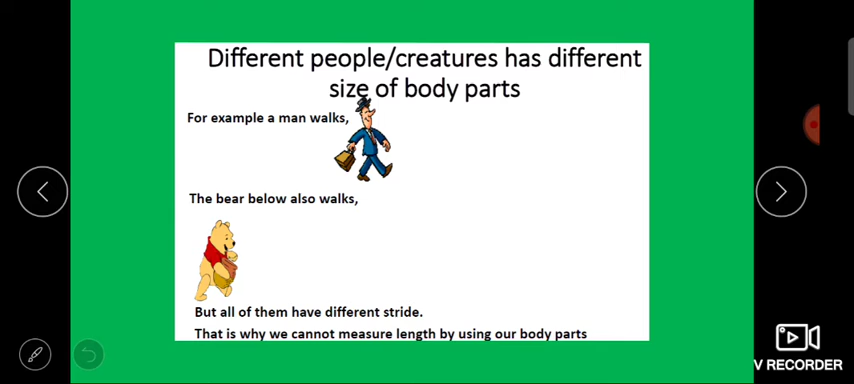 Different people/creatures has different
size of body parts
For example a man walks,
The bear below also walks,
But all of them have different stride.
That is why we cannot measure length by using our body parts
V RECORDER